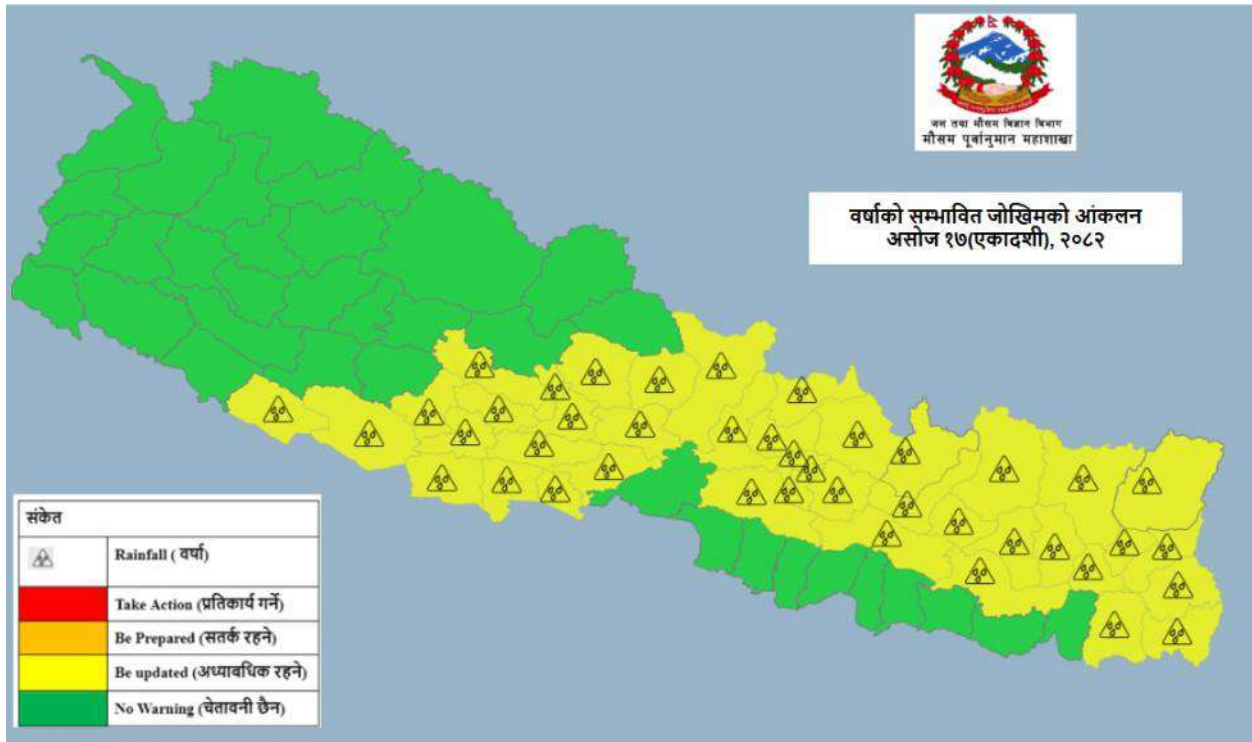 जल तथा मौसम विज्ञान विभाग
मौसम पूर्वानुमान महाशाखा
वर्षाको सम्भावित जोखिमको आंकलन
असोज १७(एकादशी), २०८२
संकेत
Rainfall ( वर्षा)
Take Action (प्रतिकार्य गर्ने)
Be Prepared (सतर्क रहने)
Be updated (अध्यावधिक रहने)
No Warning (चेतावनी छैन)